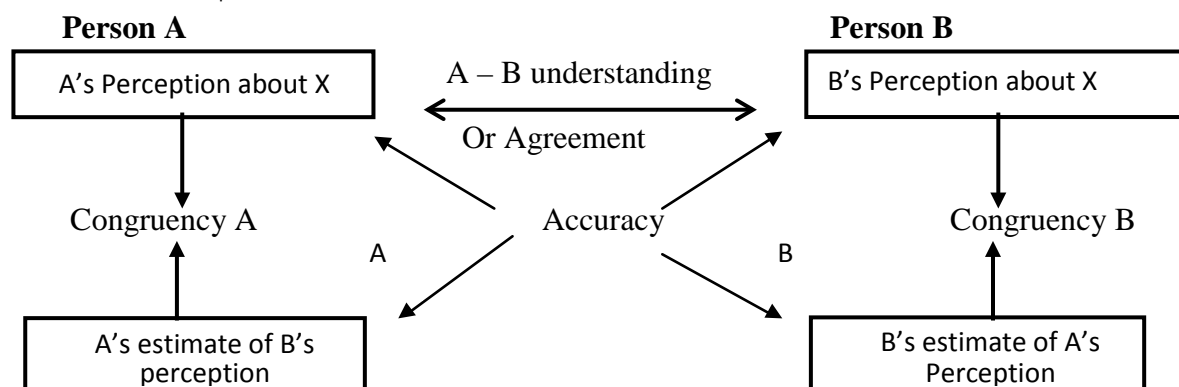 Person A
Person B
A's Perception about X
A – B understanding
B's Perception about X
Or Agreement
Congruency A
Accuracy
Congruency B
A
B
A's estimate of B's
perception
B's estimate of A's
Perception